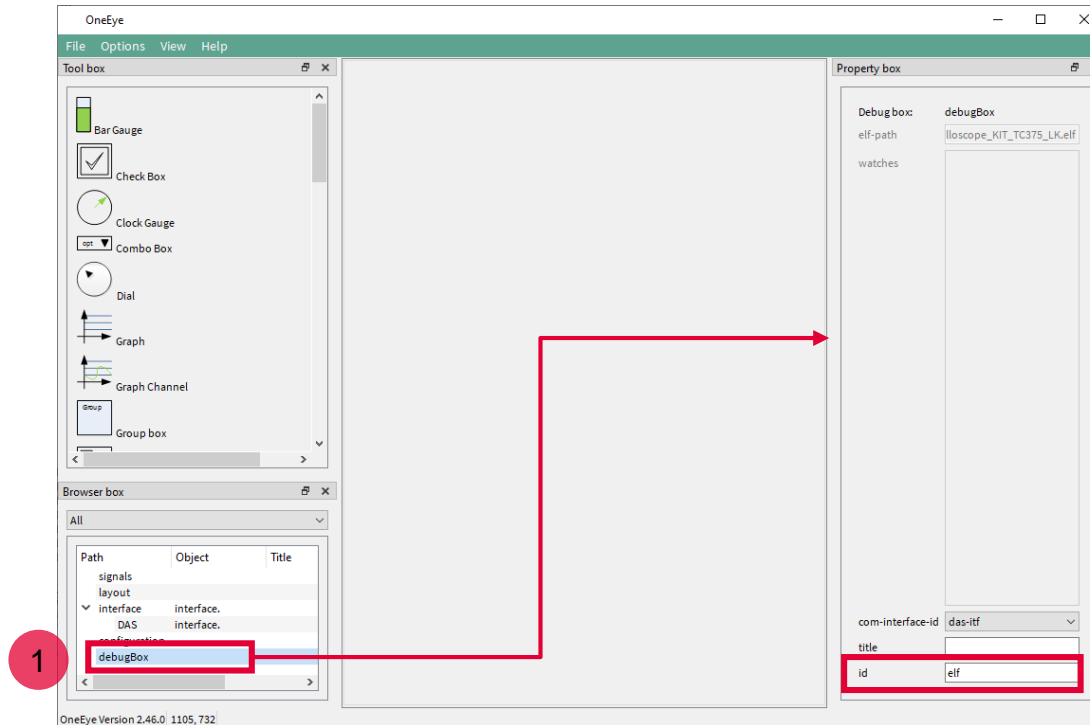 OneEye
File Options View Help
Tool box
Bar Gauge
Check Box
Clock Gauge
opt
Combo Box
Dial
Graph
Graph Channel
Group
Group box
Browser box
All
Path Object Title
signals
layout
interface interface.
DAS interface.
configuration
debugBox
1
OneEye Version 2.46.0 1105, 732
Property box
Debug box: debugBox
elf-path lloscope_KIT_TC375_LK.elf
watches
com-interface-id das-itf
title
id elf